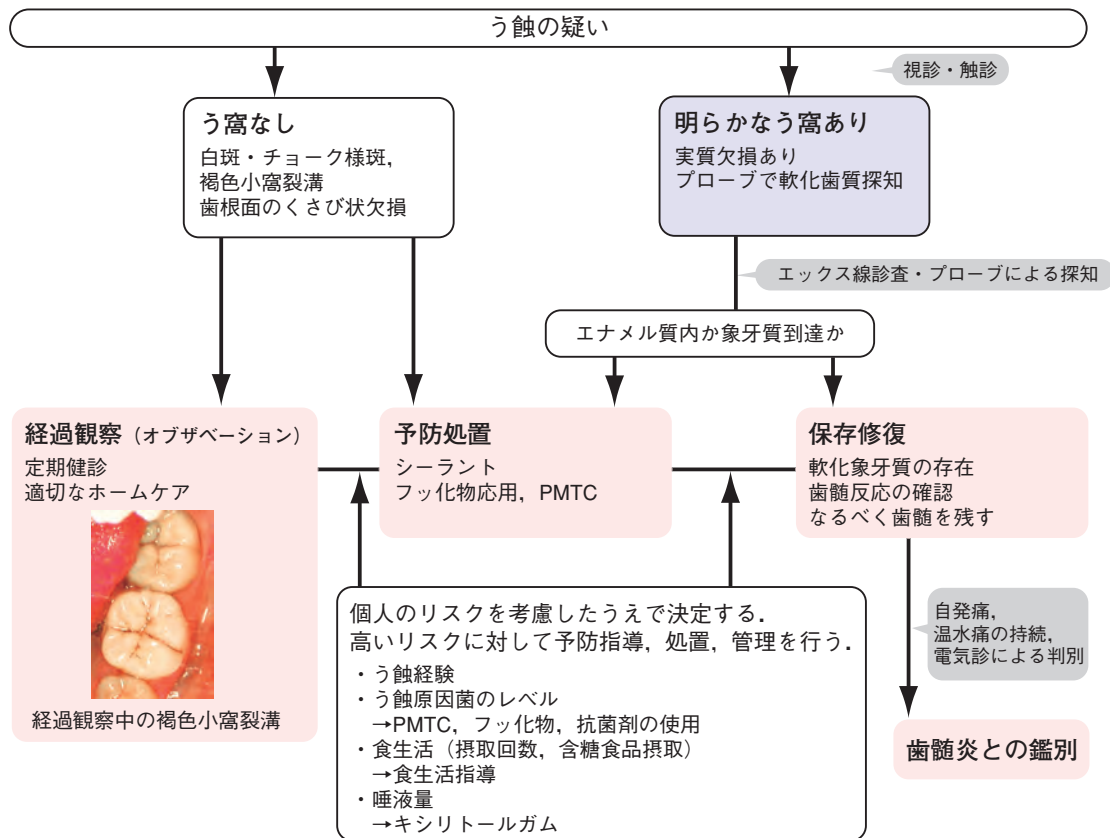 う蝕の疑い
視診・触診
う窩なし
白斑・チョーク様斑，
褐色小窩裂溝
歯根面のくさび状欠損
明らかなう窩あり
実質欠損あり
プローブで軟化歯質探知
エックス線診査・プローブによる探知
エナメル質内か象牙質到達か
経過観察（オブザベーション）
定期健診
適切なホームケア
経過観察中の褐色小窩裂溝
予防処置
シーラント
フッ化物応用，PMTC
保存修復
軟化象牙質の存在
歯髄反応の確認
なるべく歯髄を残す
個人のリスクを考慮したうえで決定する．
高いリスクに対して予防指導，処置，管理を行う．
・う蝕経験
・う蝕原因菌のレベル
→PMTC，フッ化物，抗菌剤の使用
・食生活（摂取回数，含糖食品摂取）
→食生活指導
・唾液量
→キシリトールガム
自発痛，
温水痛の持続，
電気診による判別
歯髄炎との鑑別